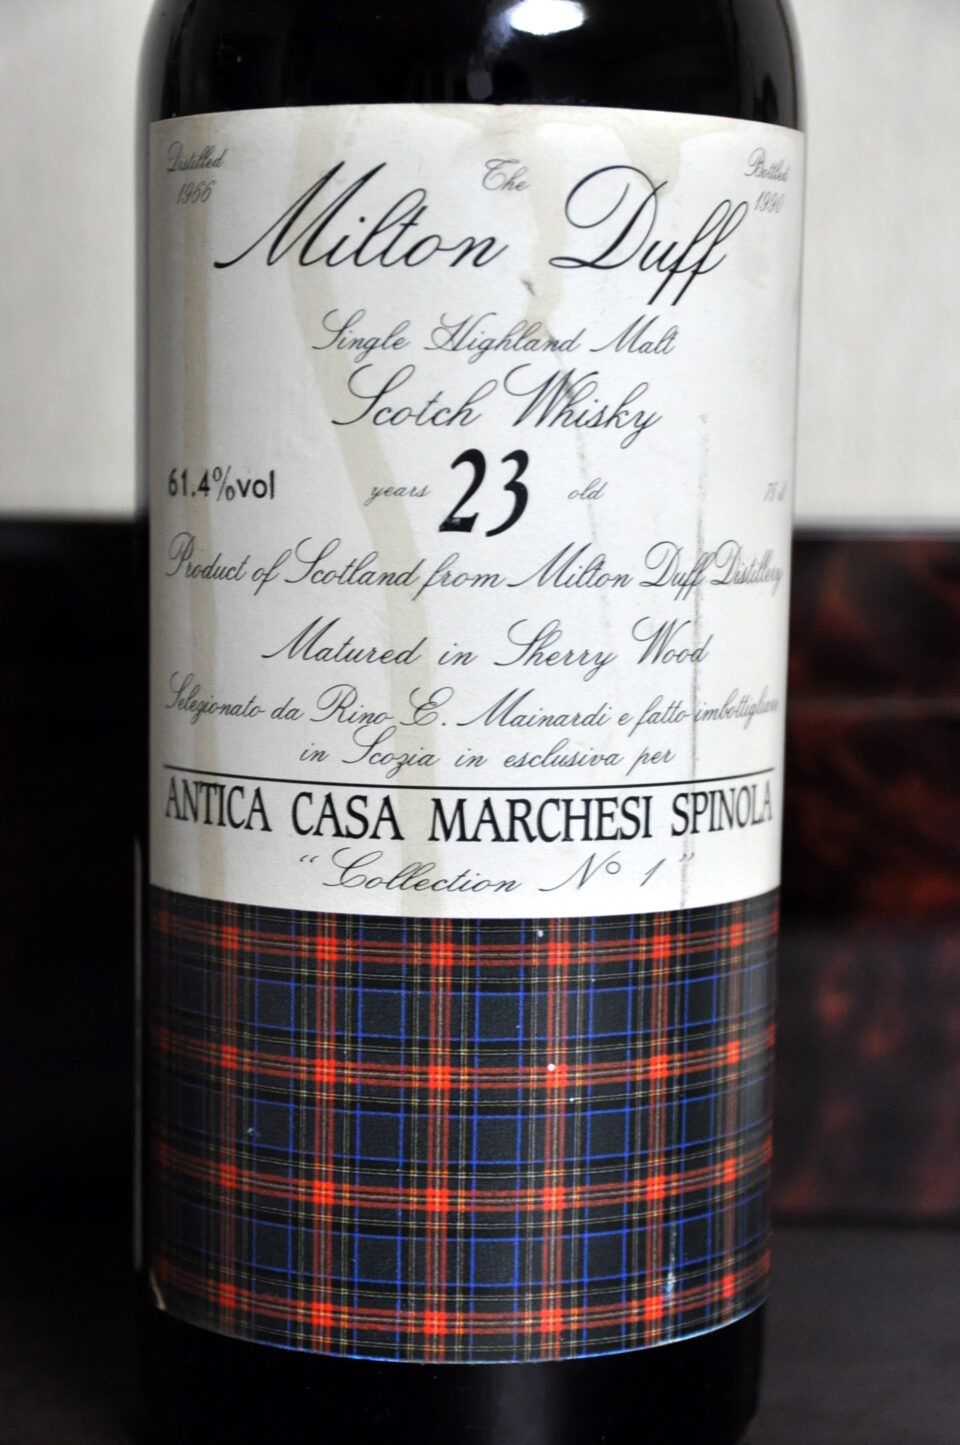 Distilled
1966
The
Bottled
1990
Milton Duff
Single Highland Malt
Scotch Whisky
61.4%vol
years 23 old
75 cl
Product of Scotland from Milton Duff Distillery
Matured in Sherry Wood
Selezionato da Rino E. Mainardi e fatto imbottigliare
in Scozia in esclusiva per
ANTICA CASA MARCHESI SPINOLA
"Collection N° 1"